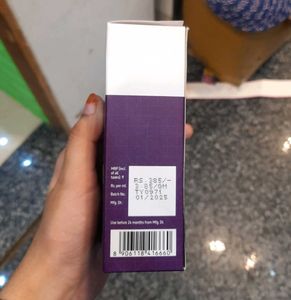 MRP (incl.
of all
taxes): ₹
Rs. per ml:
Batch No:
Mfg. Dt:
RS.385/-
3.85/GM
TY0971
01/2025
Use before 24 months from Mfg. Dt.
8 906118 416660